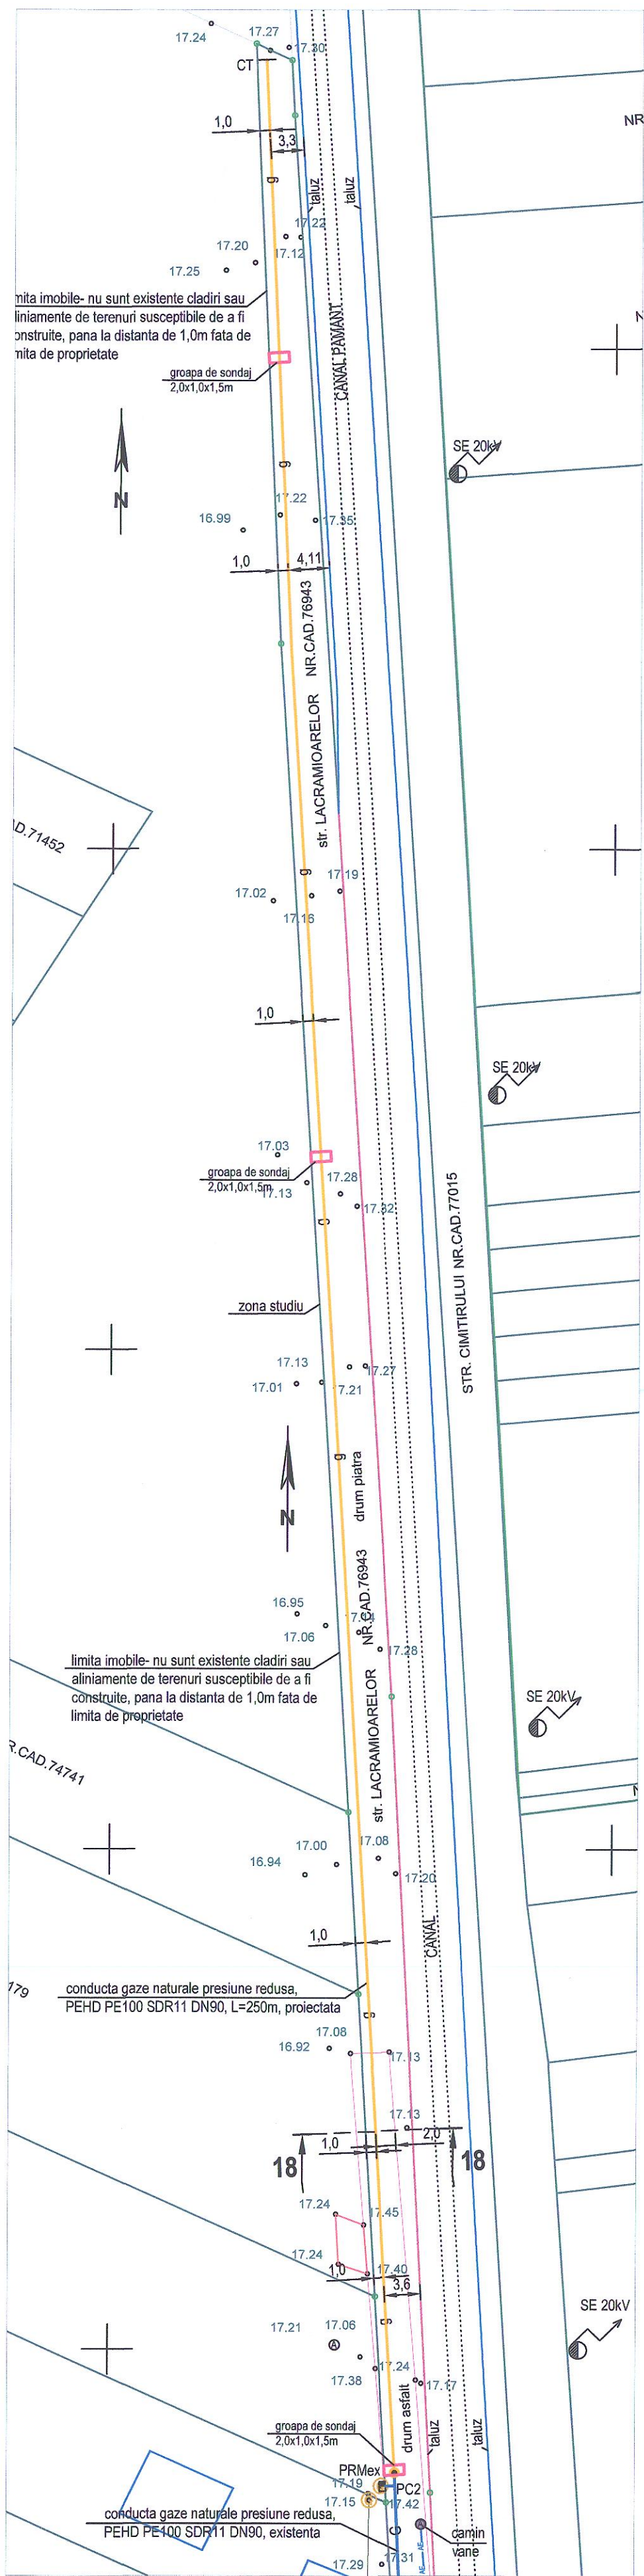 17.27
17.24
17.30
CT
1,0
3,3
g
taluz
taluz
NR
17.22
17.20
17.12
17.25
mita imobile- nu sunt existente cladiri sau
liniamente de terenuri susceptibile de a fi
onstruite, pana la distanta de 1,0m fata de
mita de proprietate
CANAL PAMANT
N
groapa de sondaj
2,0x1,0x1,5m
N
SE 20kV
g
17.22
16.99
17.35
1,0
4,11
str. LACRAMIOARELOR NR.CAD.76943
D.71452
g
17.19
17.02
17.16
1,0
SE 20kV
17.03
groapa de sondaj
2,0x1,0x1,5m
17.28
17.13
17.32
g
STR. CIMITIRULUI NR.CAD.77015
zona studiu
17.13
17.27
17.01
17.21
g
drum piatra
N
16.95
17.06
17.28
limita imobile- nu sunt existente cladiri sau
aliniamente de terenuri susceptibile de a fi
construite, pana la distanta de 1,0m fata de
limita de proprietate
str. LACRAMIOARELOR NR.CAD.76943
SE 20kV
R.CAD.74741
N
17.08
17.00
16.94
17.20
1,0
CANAL
179
conducta gaze naturale presiune redusa,
PEHD PE100 SDR11 DN90, L=250m, proiectata
g
17.08
16.92
17.13
17.13
1,0
2,0
18
18
17.24
17.45
17.24
17.40
1,0
3,6
SE 20kV
g
17.21
17.06
A
17.24
17.38
17.17
drum asfalt
taluz
taluz
groapa de sondaj
2,0x1,0x1,5m
PRMex
17.19
PC2
17.15
17.42
conducta gaze naturale presiune redusa,
PEHD PE100 SDR11 DN90, existenta
camin
vane
17.31
17.29